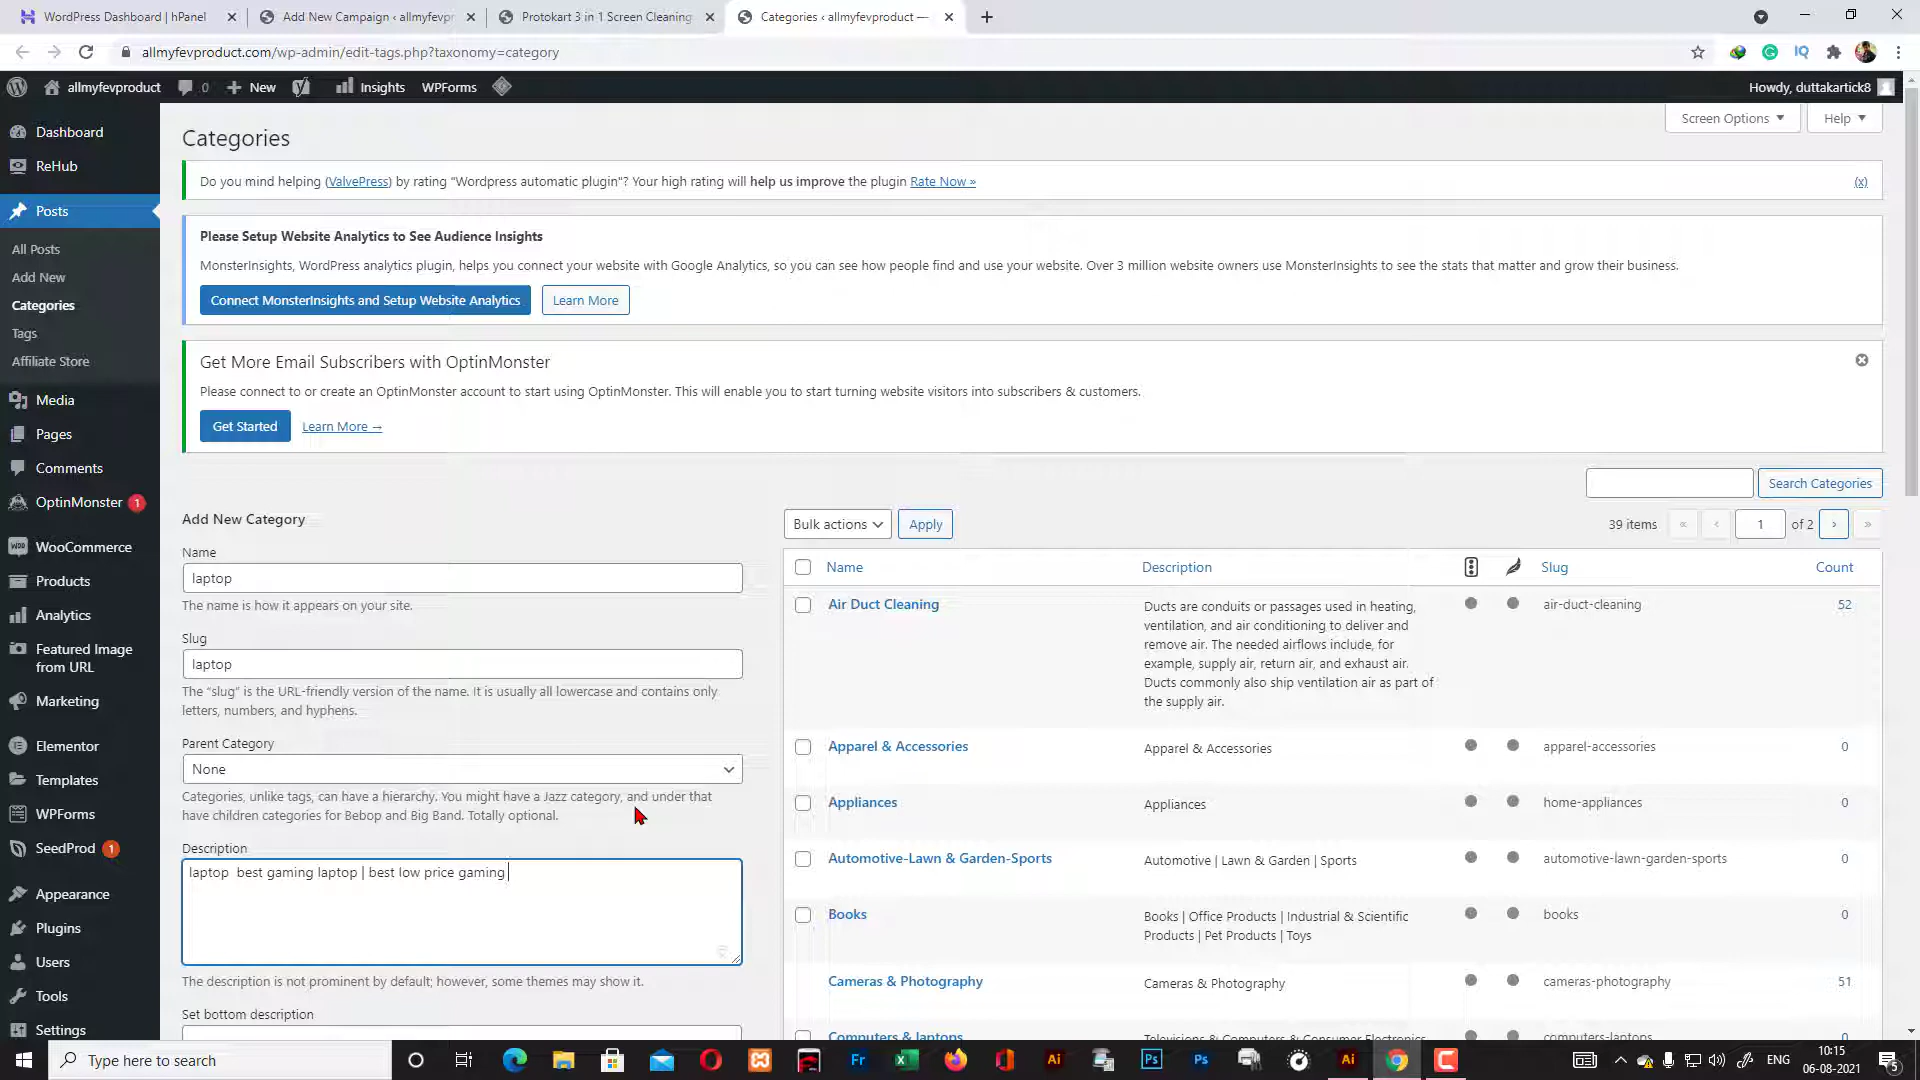 WordPress Dashboard | hPanel
Add New Campaign ‹ allmyfevpr
Protokart 3 in 1 Screen Cleaning
Categories ‹ allmyfevproduct —
allmyfevproduct.com/wp-admin/edit-tags.php?taxonomy=category
allmyfevproduct
0
New
Insights
WPForms
Howdy, duttakartick8
Dashboard
ReHub
Posts
All Posts
Add New
Categories
Tags
Affiliate Store
Media
Pages
Comments
OptinMonster 1
WooCommerce
Products
Analytics
Featured Image
from URL
Marketing
Elementor
Templates
WPForms
SeedProd 1
Appearance
Plugins
Users
Tools
Settings
Screen Options
Help
Categories
Do you mind helping (ValvePress) by rating "Wordpress automatic plugin"? Your high rating will help us improve the plugin Rate Now »
(x)
Please Setup Website Analytics to See Audience Insights
MonsterInsights, WordPress analytics plugin, helps you connect your website with Google Analytics, so you can see how people find and use your website. Over 3 million website owners use MonsterInsights to see the stats that matter and grow their business.
Connect MonsterInsights and Setup Website Analytics
Learn More
Get More Email Subscribers with OptinMonster
Please connect to or create an OptinMonster account to start using OptinMonster. This will enable you to start turning website visitors into subscribers & customers.
Get Started
Learn More →
Search Categories
Add New Category
Name
laptop
The name is how it appears on your site.
Slug
laptop
The “slug” is the URL-friendly version of the name. It is usually all lowercase and contains only
letters, numbers, and hyphens.
Parent Category
None
Categories, unlike tags, can have a hierarchy. You might have a Jazz category, and under that
have children categories for Bebop and Big Band. Totally optional.
Description
laptop  best gaming laptop | best low price gaming
The description is not prominent by default; however, some themes may show it.
Set bottom description
Bulk actions
Apply
39 items « ‹ 1 of 2 › »
Name Description Slug Count
Air Duct Cleaning
Ducts are conduits or passages used in heating,
ventilation, and air conditioning to deliver and
remove air. The needed airflows include, for
example, supply air, return air, and exhaust air.
Ducts commonly also ship ventilation air as part of
the supply air.
air-duct-cleaning
52
Apparel & Accessories
Apparel & Accessories
apparel-accessories
0
Appliances
Appliances
home-appliances
0
Automotive-Lawn & Garden-Sports
Automotive | Lawn & Garden | Sports
automotive-lawn-garden-sports
0
Books
Books | Office Products | Industrial & Scientific
Products | Pet Products | Toys
books
0
Cameras & Photography
Cameras & Photography
cameras-photography
51
Computers & laptops
Televisions & Computers & Consumer Electronics
computers-laptops
0
Type here to search
ENG
10:15
06-08-2021
5